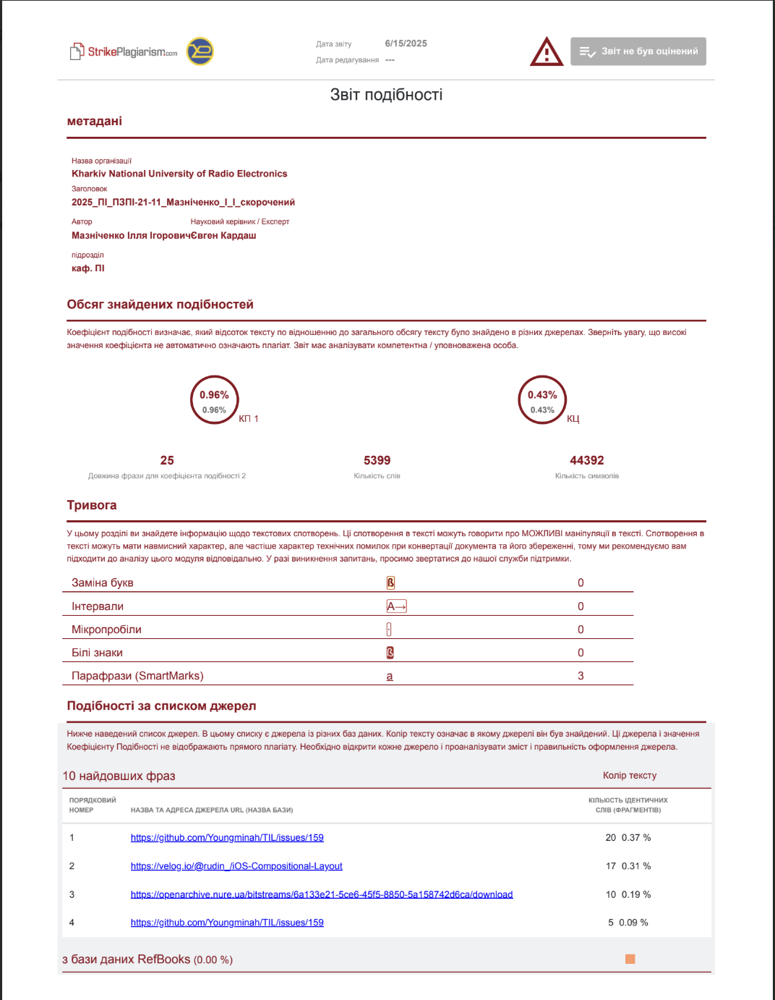 StrikePlagiarism.com
Дата звіту 6/15/2025
Дата редагування ---
Звіт не був оцінений
Звіт подібності
метадані
Назва організації
Kharkiv National University of Radio Electronics
Заголовок
2025_ПІ_ПЗПІ-21-11_Мазніченко_І_І_скорочений
Автор Науковий керівник / Експерт
Мазніченко Ілля ІгоровичЄвген Кардаш
підрозділ
каф. ПІ
Обсяг знайдених подібностей
Коефіцієнт подібності визначає, який відсоток тексту по відношенню до загального обсягу тексту було знайдено в різних джерелах. Зверніть увагу, що високі
значення коефіцієнта не автоматично означають плагіат. Звіт має аналізувати компетентна / уповноважена особа.
0.96%
0.96%
КП 1
0.43%
0.43%
КЦ
25 5399 44392
Довжина фрази для коефіцієнта подібності 2 Кількість слів Кількість символів
Тривога
У цьому розділі ви знайдете інформацію щодо текстових спотворень. Ці спотворення в тексті можуть говорити про МОЖЛИВІ маніпуляції в тексті. Спотворення в
тексті можуть мати навмисний характер, але частіше характер технічних помилок при конвертації документа та його збереженні, тому ми рекомендуємо вам
підходити до аналізу цього модуля відповідально. У разі виникнення запитань, просимо звертатися до нашої служби підтримки.
Заміна букв ß 0
Інтервали A→ 0
Мікропробіли · 0
Білі знаки ß 0
Парафрази (SmartMarks) a 3
Подібності за списком джерел
Нижче наведений список джерел. В цьому списку є джерела із різних баз даних. Колір тексту означає в якому джерелі він був знайдений. Ці джерела і значення
Коефіцієнту Подібності не відображають прямого плагіату. Необхідно відкрити кожне джерело і проаналізувати зміст і правильність оформлення джерела.
10 найдовших фраз Колір тексту
ПОРЯДКОВИЙ НОМЕР НАЗВА ТА АДРЕСА ДЖЕРЕЛА URL (НАЗВА БАЗИ) КІЛЬКІСТЬ ІДЕНТИЧНИХ СЛІВ (ФРАГМЕНТІВ)
1 https://github.com/Youngminah/TIL/issues/159 20 0.37 %
2 https://velog.io/@rudin_/iOS-Compositional-Layout 17 0.31 %
3 https://openarchive.nure.ua/bitstreams/6a133e21-5ce6-45f5-8850-5a158742d6ca/download 10 0.19 %
4 https://github.com/Youngminah/TIL/issues/159 5 0.09 %
з бази даних RefBooks (0.00 %)